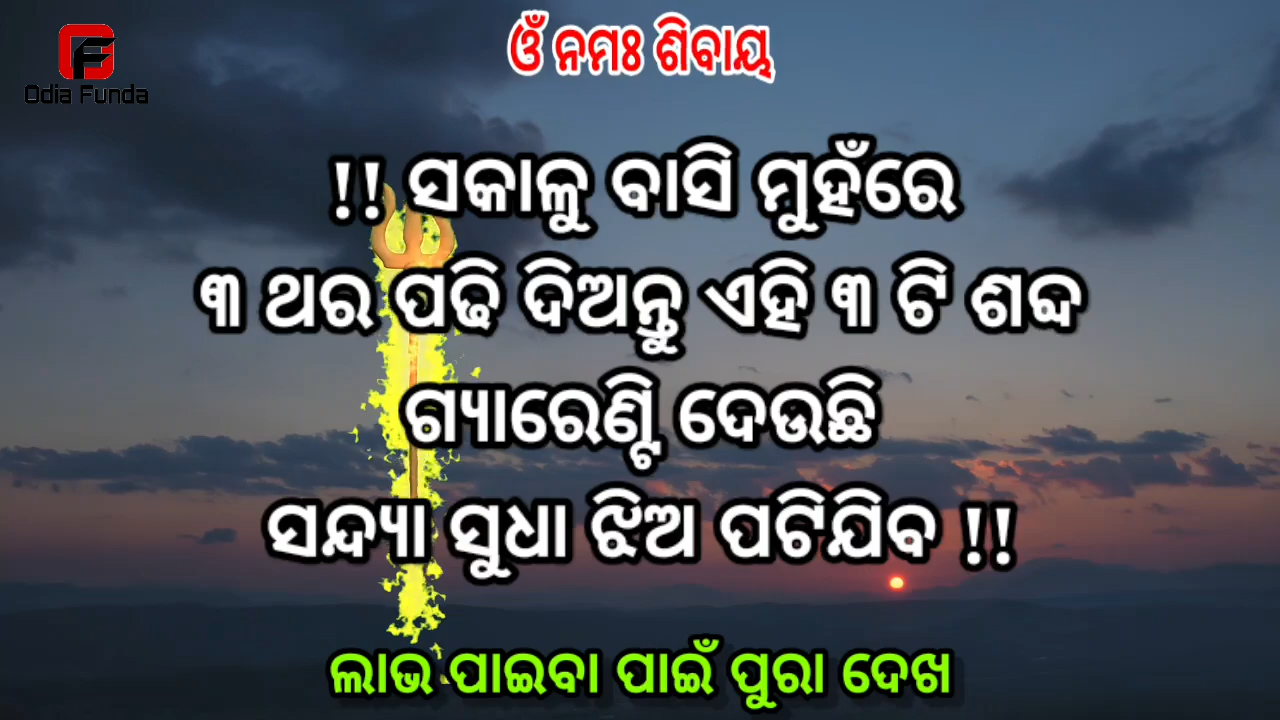 ଓଁ ନମଃ ଶିବାୟ
Odia Funda
!! ସକାଳୁ ବାସି ମୁହଁରେ
୩ ଥର ପଢି ଦିଅନ୍ତୁ ଏହି ୩ ଟି ଶବ୍ଦ
ଗ୍ୟାରେଣ୍ଟି ଦେଉଛି
ସନ୍ଧ୍ୟା ସୁଧା ଝିଅ ପଟିଯିବ !!
ଲାଭ ପାଇବା ପାଇଁ ପୁରା ଦେଖ